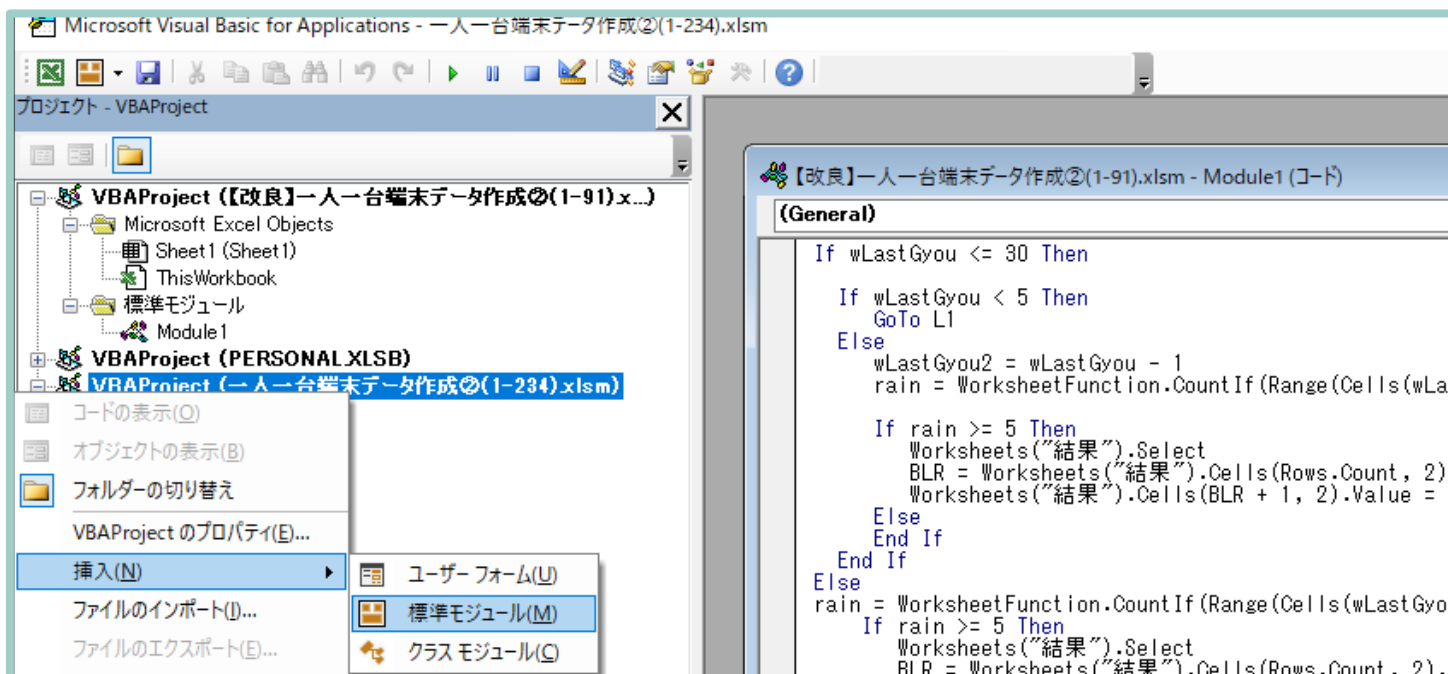 Microsoft Visual Basic for Applications - 一人一台端末データ作成②(1-234).xlsm
プロジェクト - VBAProject
VBAProject (【改良】一人一台端末データ作成②(1-91).x...)
Microsoft Excel Objects
Sheet1 (Sheet1)
ThisWorkbook
標準モジュール
Module1
VBAProject (PERSONAL.XLSB)
VBAProject (一人一台端末データ作成②(1-234).xlsm)
コードの表示(O)
オブジェクトの表示(B)
フォルダーの切り替え
VBAProject のプロパティ(E)...
挿入(N)
ファイルのインポート(I)...
ファイルのエクスポート(E)...
ユーザー フォーム(U)
標準モジュール(M)
クラス モジュール(C)
【改良】一人一台端末データ作成②(1-91).xlsm - Module1 (コード)
(General)
If wLastGyou <= 30 Then
If wLastGyou < 5 Then
GoTo L1
Else
wLastGyou2 = wLastGyou - 1
rain = WorksheetFunction.CountIf(Range(Cells(wLa
If rain >= 5 Then
Worksheets("結果").Select
BLR = Worksheets("結果").Cells(Rows.Count, 2)
Worksheets("結果").Cells(BLR + 1, 2).Value =
Else
End If
End If
Else
rain = WorksheetFunction.CountIf(Range(Cells(wLastGyo
If rain >= 5 Then
Worksheets("結果").Select
BLR = Worksheets("結果").Cells(Rows.Count, 2).